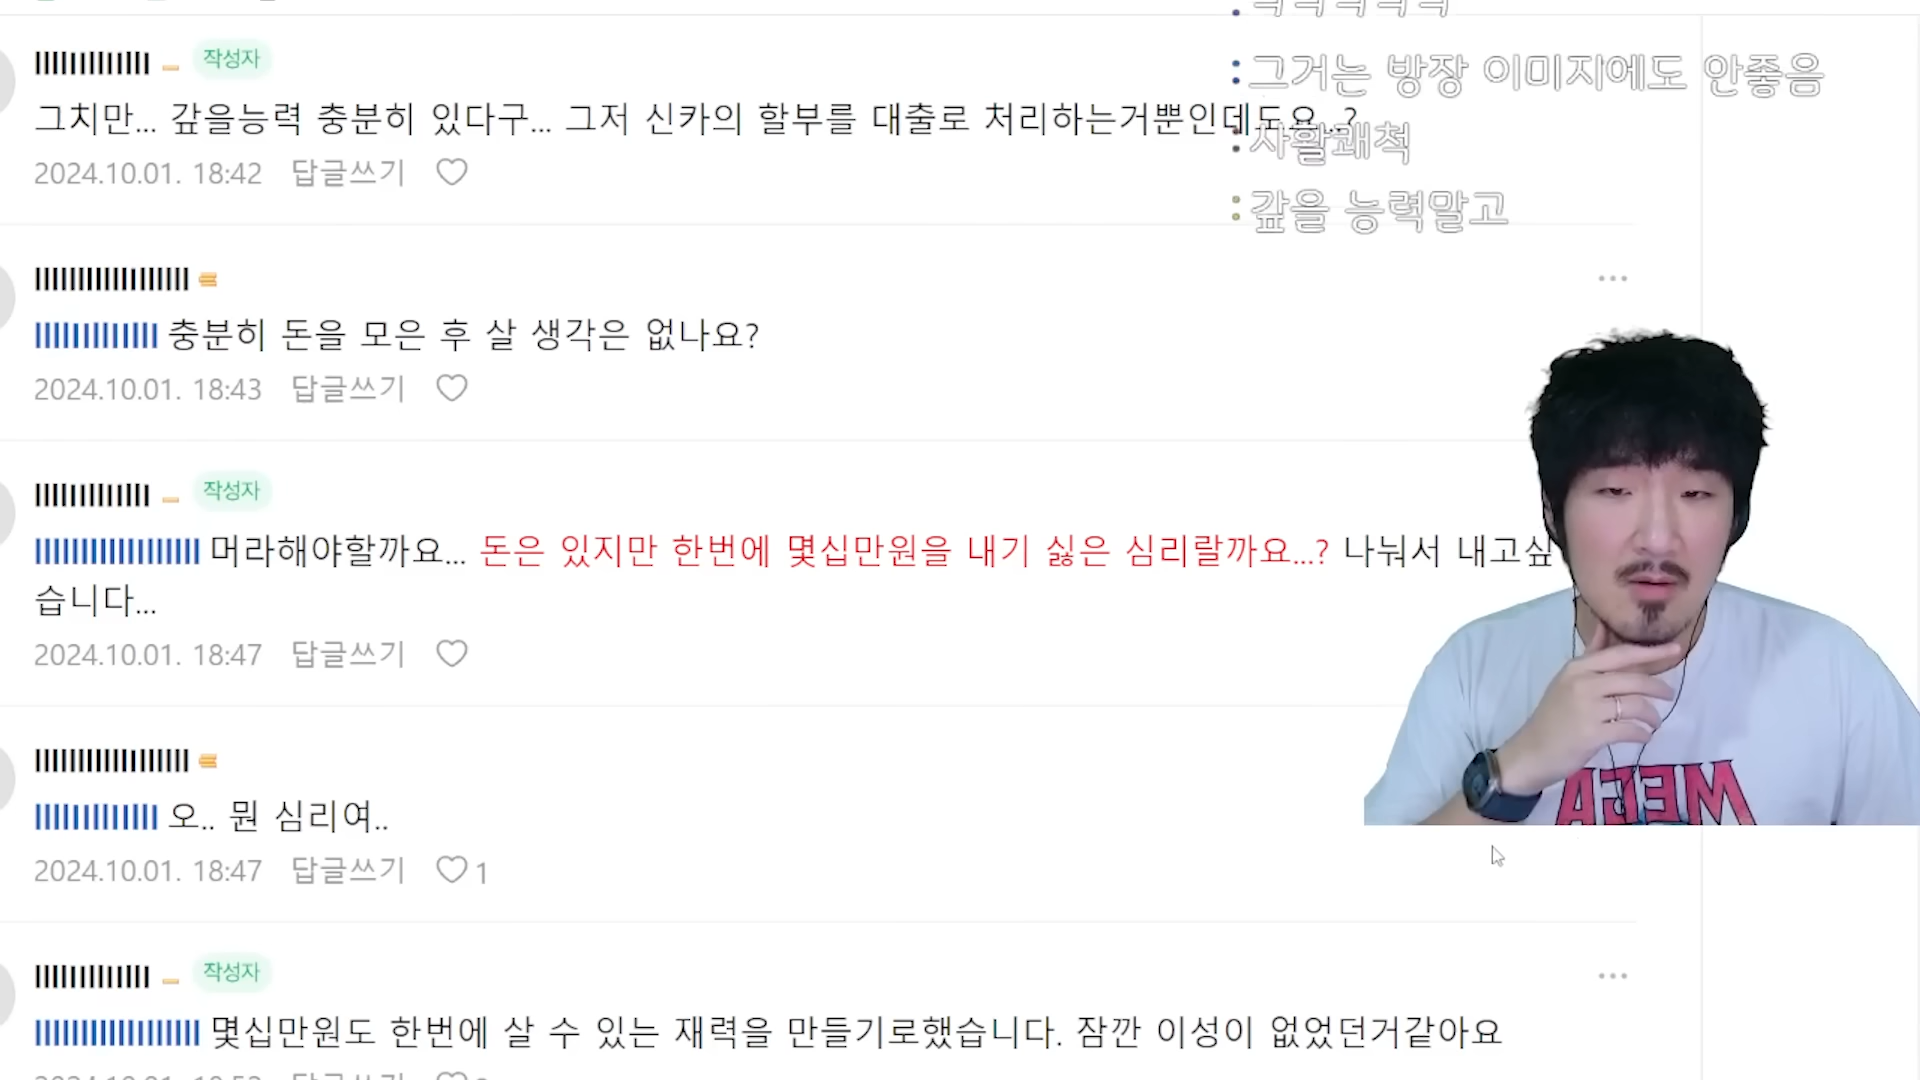 작성자
그치만... 갚을능력 충분히 있다구... 그저 신카의 할부를 대출로 처리하는거뿐인데도요...?
2024.10.01. 18:42 답글쓰기
그거는 방장 이미지에도 안좋음
사활쾌척
갚을 능력말고
충분히 돈을 모은 후 살 생각은 없나요?
2024.10.01. 18:43 답글쓰기
작성자
머라해야할까요... 돈은 있지만 한번에 몇십만원을 내기 싫은 심리랄까요...? 나눠서 내고싶
습니다...
2024.10.01. 18:47 답글쓰기
오.. 뭔 심리여..
2024.10.01. 18:47 답글쓰기 1
작성자
몇십만원도 한번에 살 수 있는 재력을 만들기로했습니다. 잠깐 이성이 없었던거같아요
MEGA